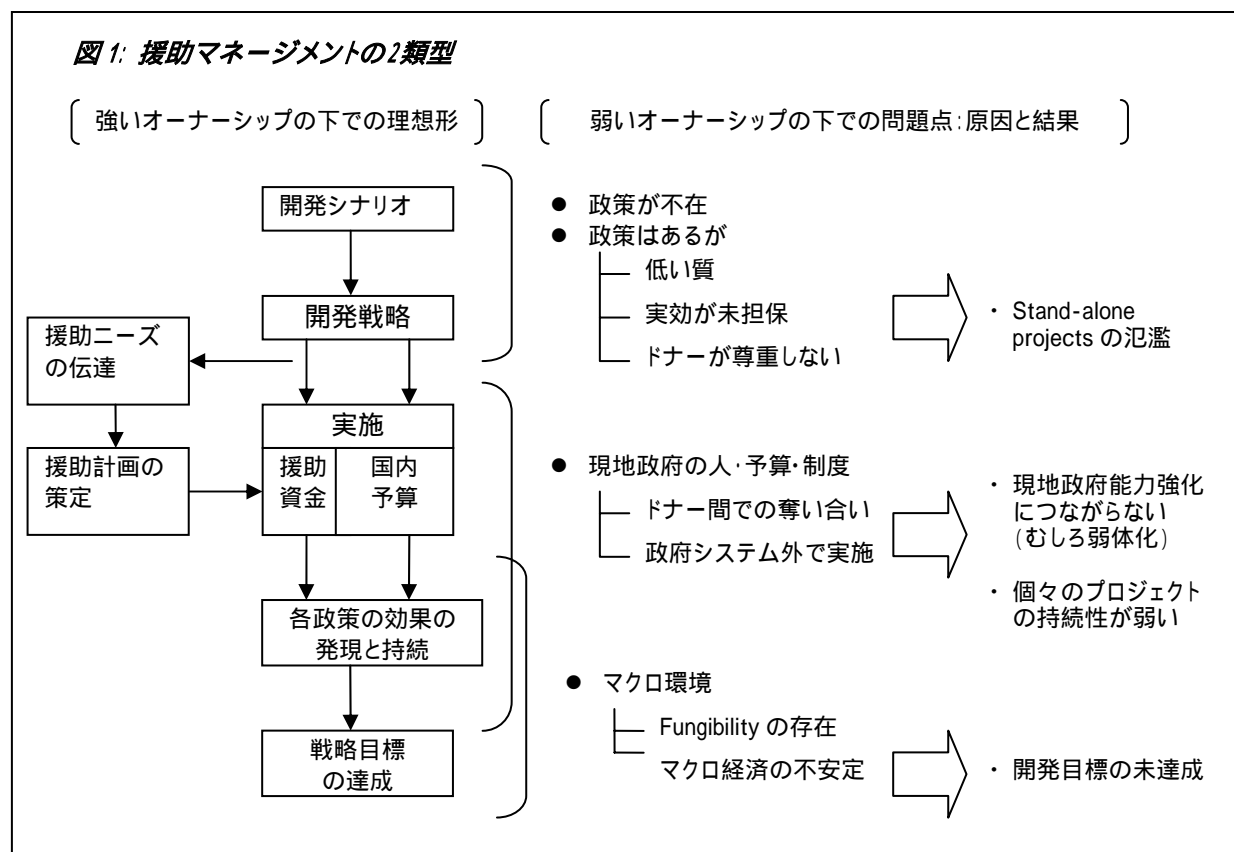 図 1: 援助マネージメントの2類型
強いオーナーシップの下での理想形
弱いオーナーシップの下での問題点:原因と結果
開発シナリオ
開発戦略
援助ニーズ
の伝達
援助計画の
策定
実施
援助
資金
国内
予算
各政策の効果の
発現と持続
戦略目標
の達成
● 政策が不在
● 政策はあるが
低い質
実効が未担保
ドナーが尊重しない
・ Stand-alone
projects の氾濫
● 現地政府の人・予算・制度
ドナー間での奪い合い
政府システム外で実施
・ 現地政府能力強化
につながらない
(むしろ弱体化)
・ 個々のプロジェクト
の持続性が弱い
● マクロ環境
Fungibility の存在
マクロ経済の不安定
・ 開発目標の未達成